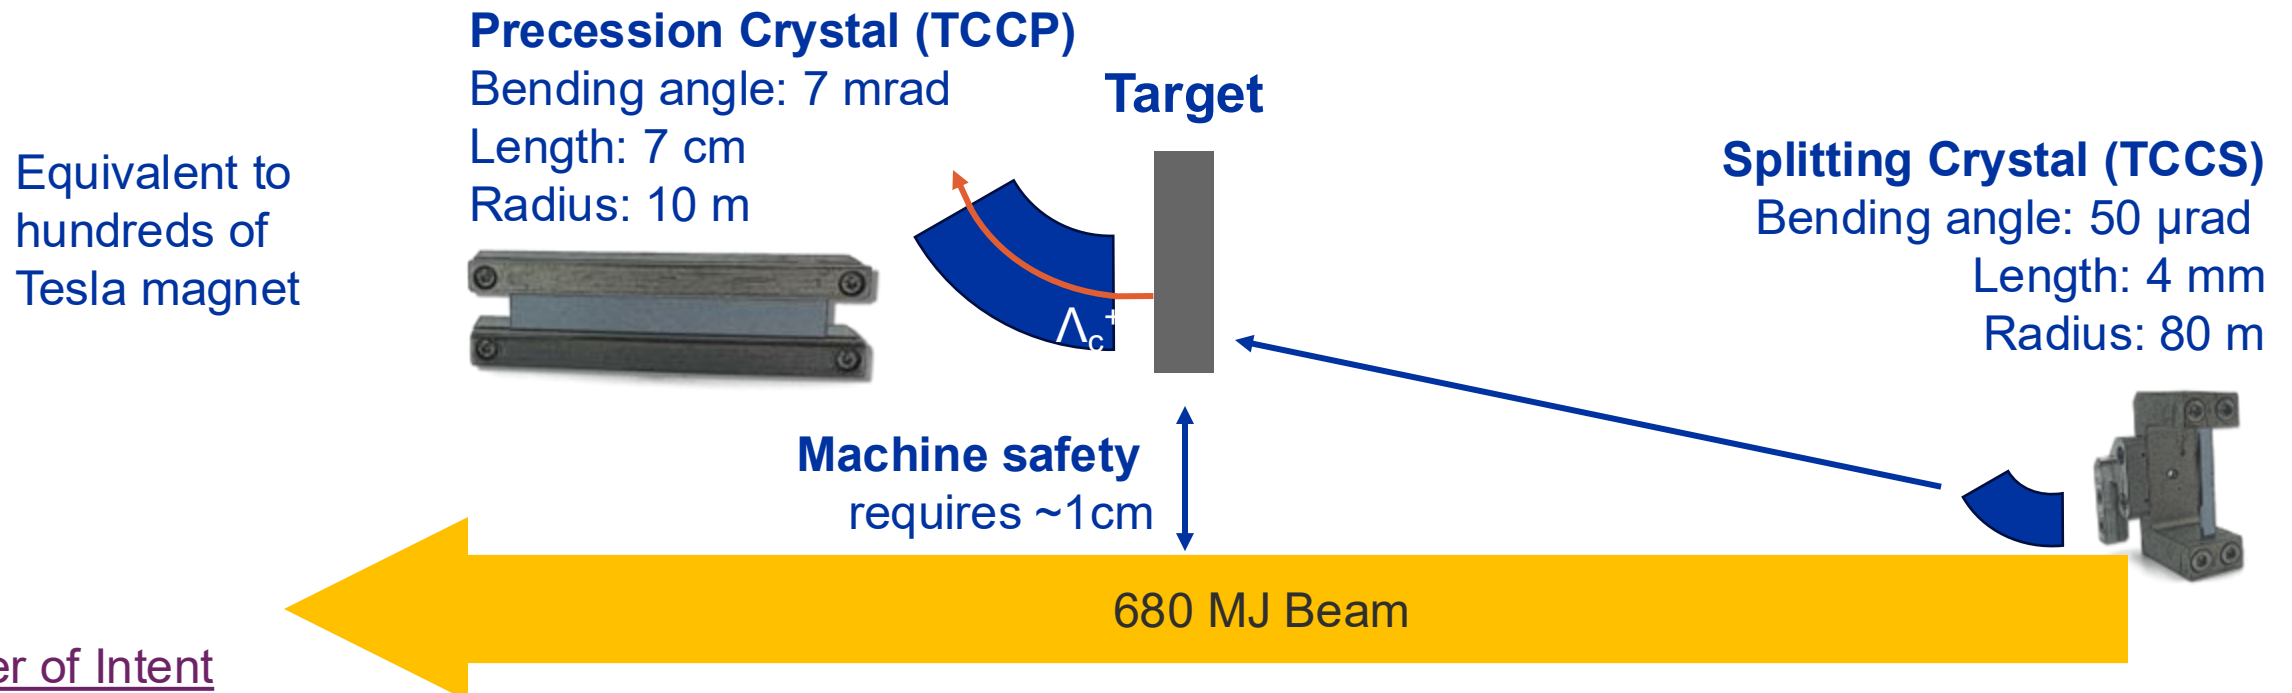 Precession Crystal (TCCP)
Bending angle: 7 mrad
Length: 7 cm
Radius: 10 m
Target
Equivalent to
hundreds of
Tesla magnet
Splitting Crystal (TCCS)
Bending angle: 50 μrad
Length: 4 mm
Radius: 80 m
Λc+
Machine safety
requires ~1cm
680 MJ Beam
er of Intent